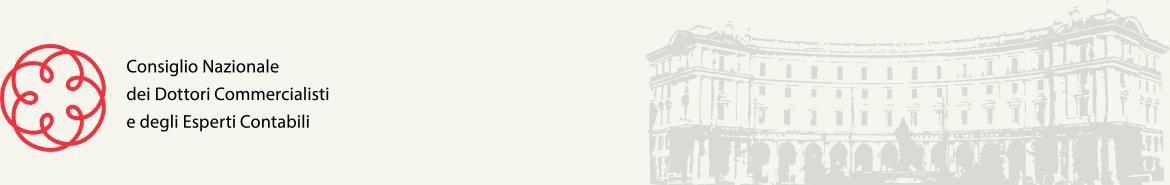 Consiglio Nazionale
dei Dottori Commercialisti
e degli Esperti Contabili